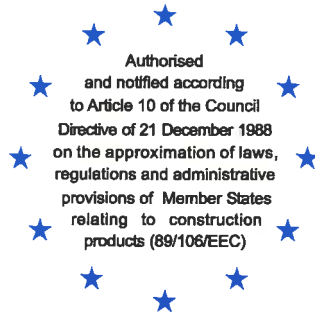 Authorised
and notified according
to Article 10 of the Council
Directive of 21 December 1988
on the approximation of laws,
regulations and administrative
provisions of Member States
relating to construction
products (89/106/EEC)